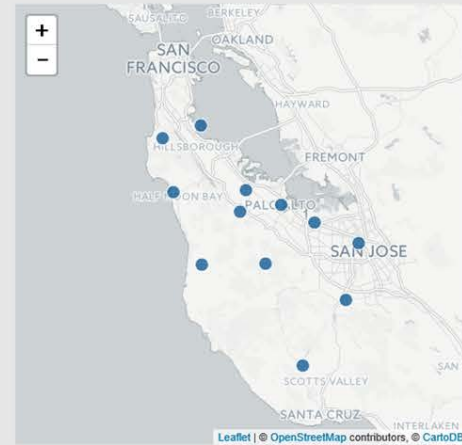 +
SAUSALITO
BERKELEY
−
SAN
FRANCISCO
OAKLAND
HAYWARD
HILLSBOROUGH
FREMONT
HALF MOON BAY
PALO ALTO
SAN JOSE
SCOTTS VALLEY
SAN
SANTA CRUZ
INTERLAKEN
Leaflet | © OpenStreetMap contributors, © CartoDB